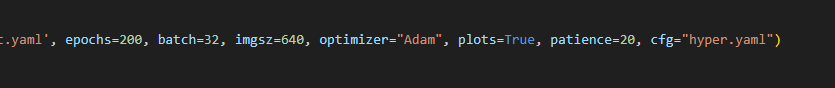 .yaml', epochs=200, batch=32, imgsz=640, optimizer="Adam", plots=True, patience=20, cfg="hyper.yaml")